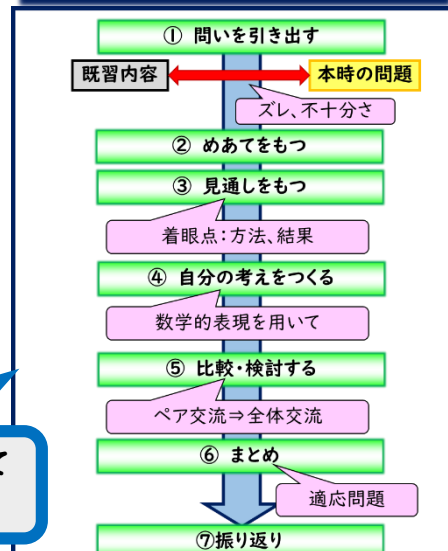 ① 問いを引き出す
既習内容
本時の問題
ズレ、不十分さ
② めあてをもつ
③ 見通しをもつ
着眼点：方法、結果
④ 自分の考えをつくる
数学的表現を用いて
⑤ 比較・検討する
ペア交流⇒全体交流
て
⑥ まとめ
適応問題
⑦振り返り